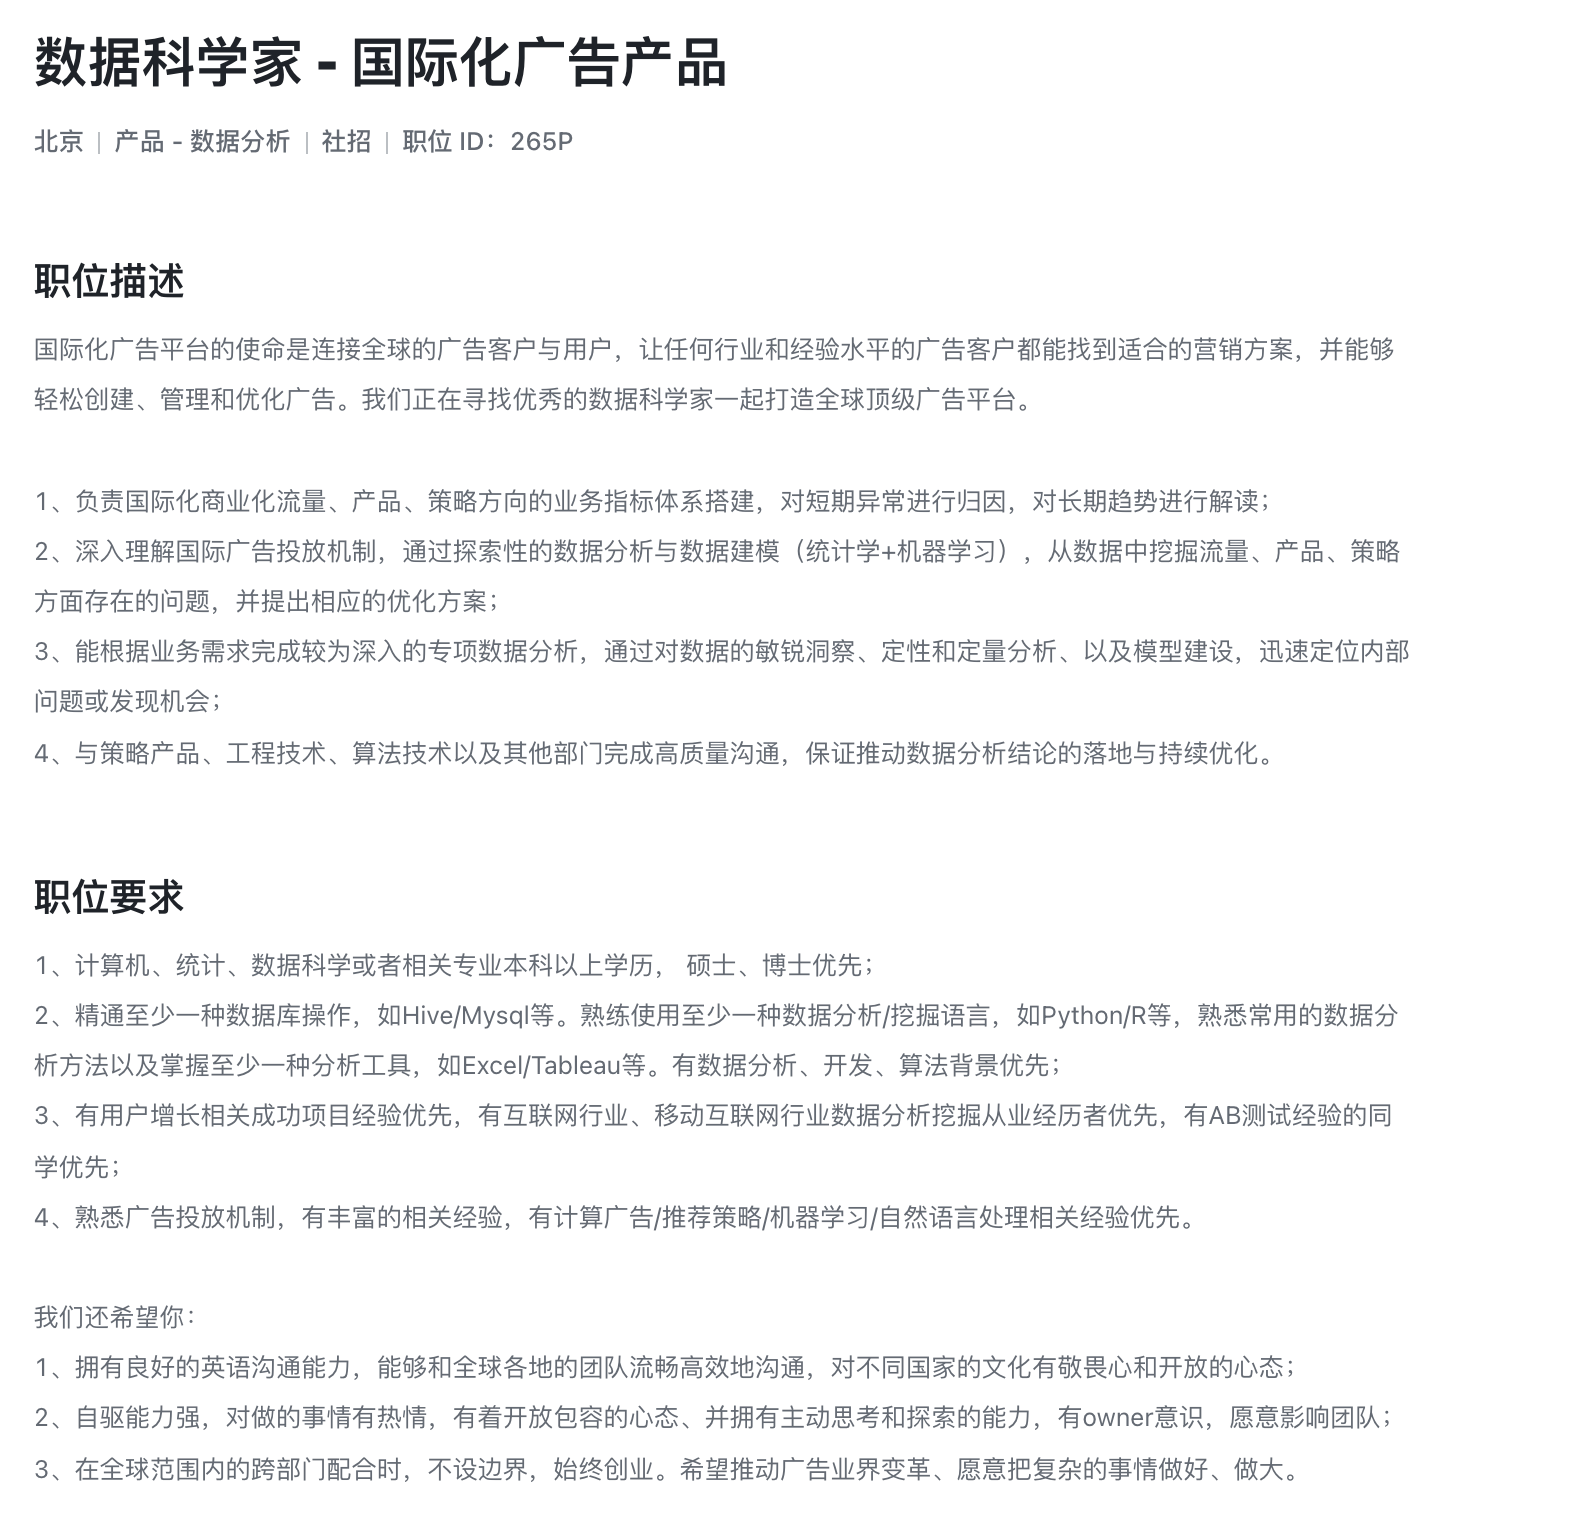 数据科学家 - 国际化广告产品
北京 | 产品 - 数据分析 | 社招 | 职位 ID：265P
职位描述
国际化广告平台的使命是连接全球的广告客户与用户，让任何行业和经验水平的广告客户都能找到适合的营销方案，并能够
轻松创建、管理和优化广告。我们正在寻找优秀的数据科学家一起打造全球顶级广告平台。
1、负责国际化商业化流量、产品、策略方向的业务指标体系搭建，对短期异常进行归因，对长期趋势进行解读；
2、深入理解国际广告投放机制，通过探索性的数据分析与数据建模（统计学+机器学习），从数据中挖掘流量、产品、策略
方面存在的问题，并提出相应的优化方案；
3、能根据业务需求完成较为深入的专项数据分析，通过对数据的敏锐洞察、定性和定量分析、以及模型建设，迅速定位内部
问题或发现机会；
4、与策略产品、工程技术、算法技术以及其他部门完成高质量沟通，保证推动数据分析结论的落地与持续优化。
职位要求
1、计算机、统计、数据科学或者相关专业本科以上学历， 硕士、博士优先；
2、精通至少一种数据库操作，如Hive/Mysql等。熟练使用至少一种数据分析/挖掘语言，如Python/R等，熟悉常用的数据分
析方法以及掌握至少一种分析工具，如Excel/Tableau等。有数据分析、开发、算法背景优先；
3、有用户增长相关成功项目经验优先，有互联网行业、移动互联网行业数据分析挖掘从业经历者优先，有AB测试经验的同
学优先；
4、熟悉广告投放机制，有丰富的相关经验，有计算广告/推荐策略/机器学习/自然语言处理相关经验优先。
我们还希望你：
1、拥有良好的英语沟通能力，能够和全球各地的团队流畅高效地沟通，对不同国家的文化有敬畏心和开放的心态；
2、自驱能力强，对做的事情有热情，有着开放包容的心态、并拥有主动思考和探索的能力，有owner意识，愿意影响团队；
3、在全球范围内的跨部门配合时，不设边界，始终创业。希望推动广告业界变革、愿意把复杂的事情做好、做大。